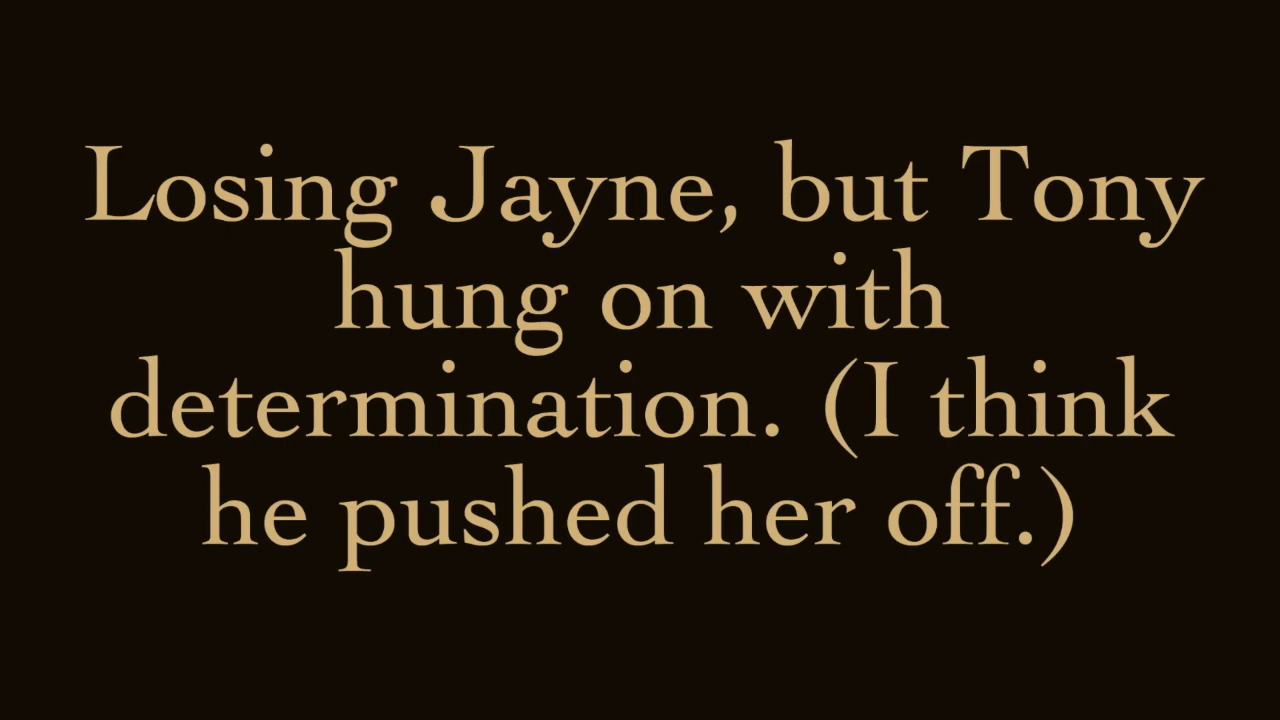 Losing Jayne, but Tony
hung on with
determination. (I think
he pushed her off.)